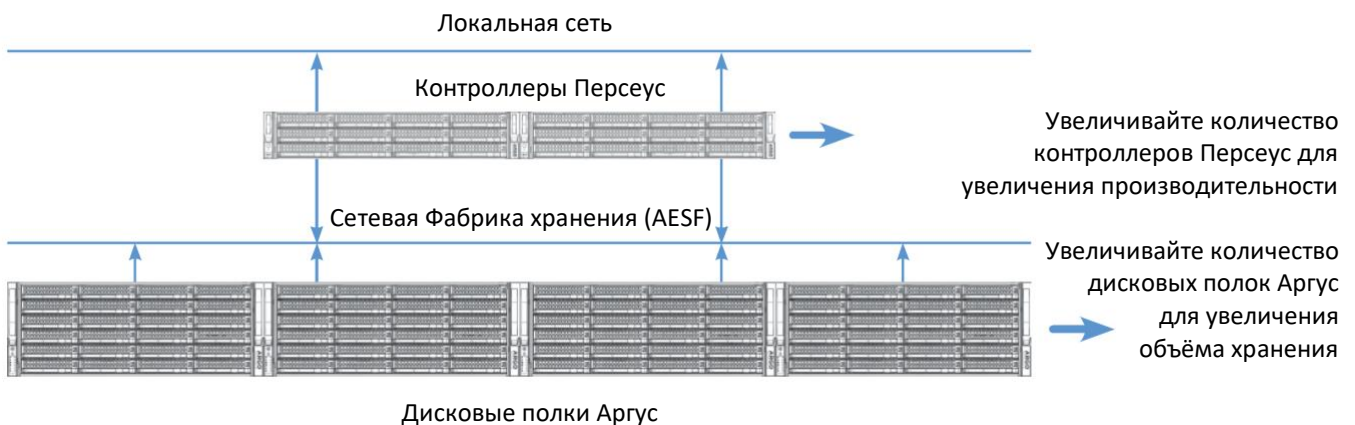 Локальная сеть
Контроллеры Персеус
Увеличивайте количество
контроллеров Персеус для
увеличения производительности
Сетевая Фабрика хранения (AESF)
Увеличивайте количество
дисковых полок Аргус
для увеличения
объёма хранения
Дисковые полки Аргус